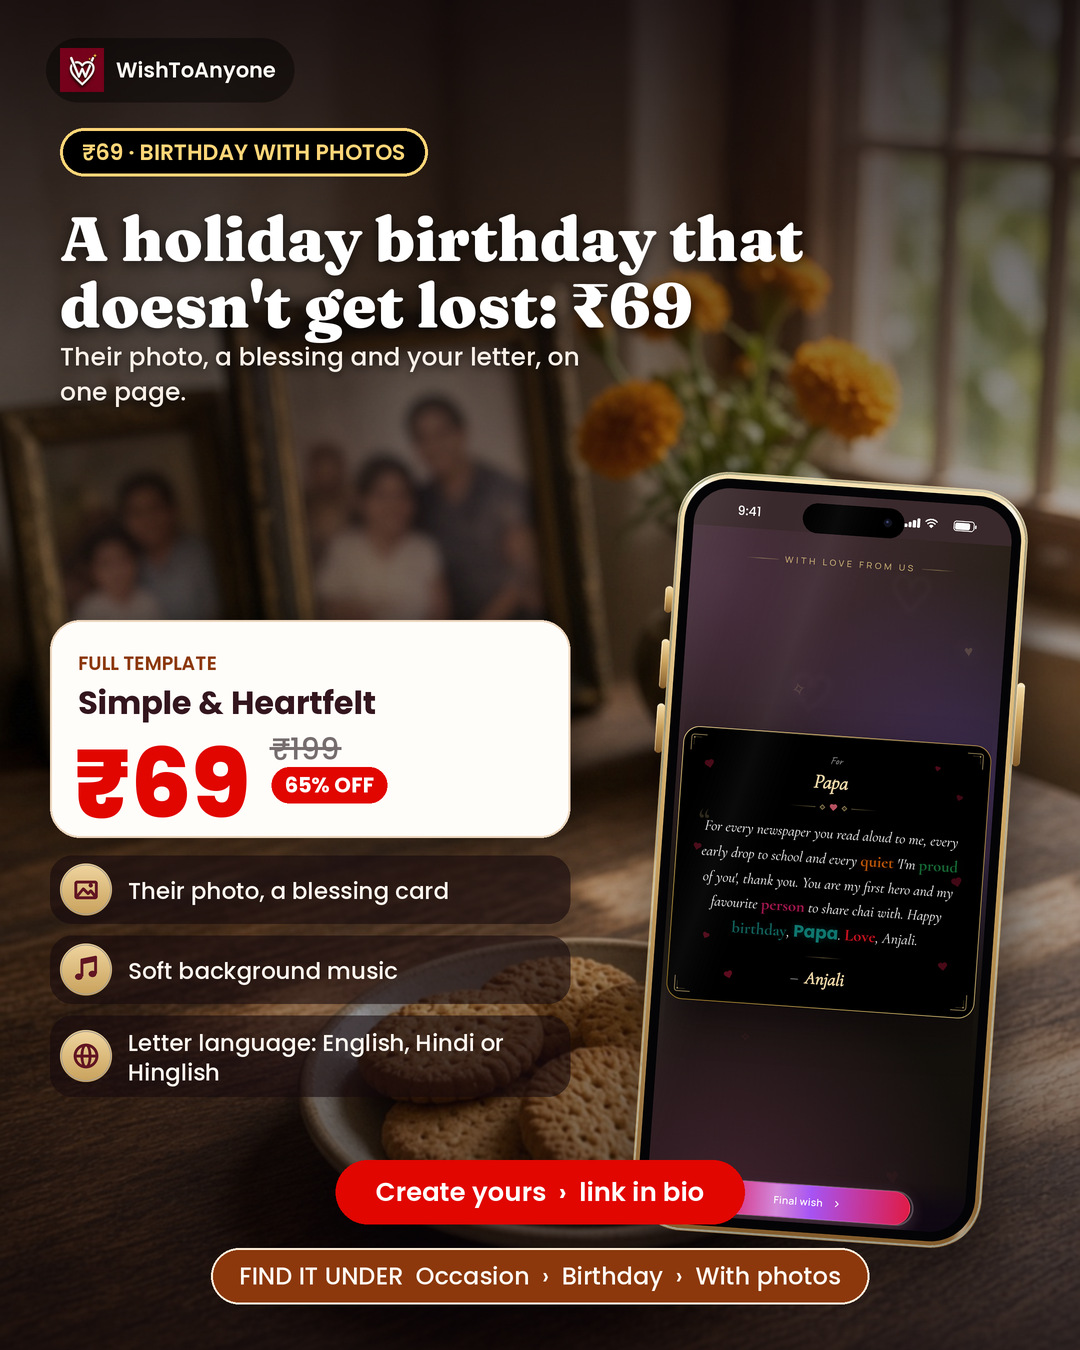 WishToAnyone
₹69 · BIRTHDAY WITH PHOTOS
A holiday birthday that
doesn't get lost: ₹69
Their photo, a blessing and your letter, on
one page.
FULL TEMPLATE
Simple & Heartfelt
₹69
₹199
65% OFF
Their photo, a blessing card
Soft background music
Letter language: English, Hindi or
Hinglish
9:41
WITH LOVE FROM US
For
Papa
“For every newspaper you read aloud to me, every
early drop to school and every quiet 'I'm proud
of you', thank you. You are my first hero and my
favourite person to share chai with. Happy
birthday, Papa. Love, Anjali.
– Anjali
Final wish ›
Create yours › link in bio
FIND IT UNDER Occasion › Birthday › With photos